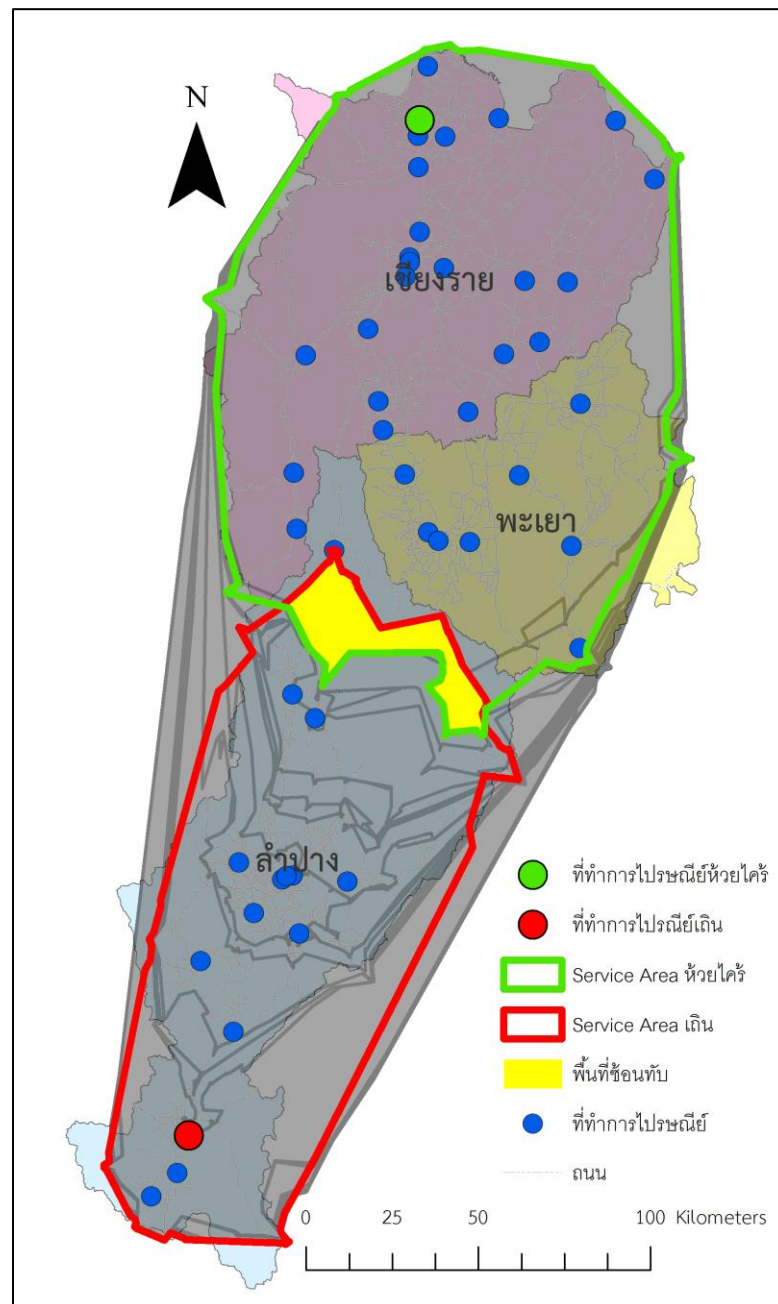 N
เชียงราย
พะเยา
ลำปาง
ที่ทำการไปรษณีย์ห้วยไคร้
ที่ทำการไปรณีย์เถิน
Service Area ห้วยไคร้
Service Area เถิน
พื้นที่ซ้อนทับ
ที่ทำการไปรษณีย์
ถนน
0 25 50 100 Kilometers